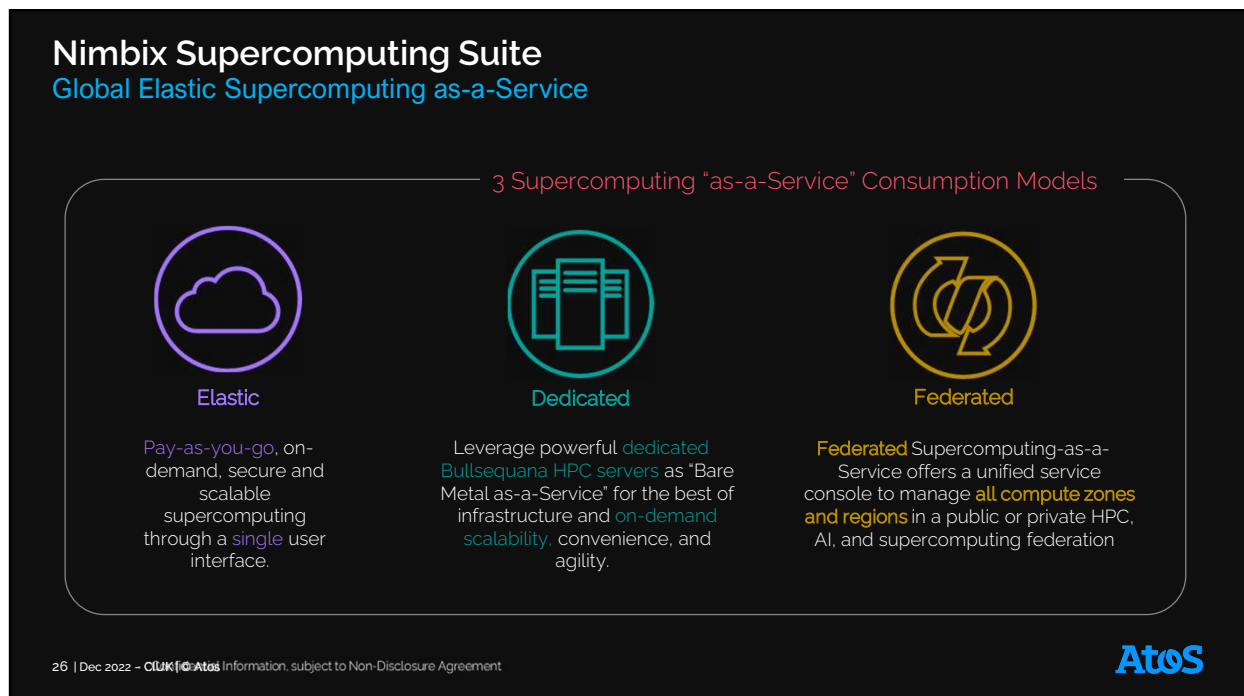 Nimbix Supercomputing Suite
Global Elastic Supercomputing as-a-Service
3 Supercomputing “as-a-Service” Consumption Models
Elastic
Pay-as-you-go, on-
demand, secure and
scalable
supercomputing
through a single user
interface.
Dedicated
Leverage powerful dedicated
Bullsequana HPC servers as “Bare
Metal as-a-Service” for the best of
infrastructure and on-demand
scalability, convenience, and
agility.
Federated
Federated Supercomputing-as-a-
Service offers a unified service
console to manage all compute zones
and regions in a public or private HPC,
AI, and supercomputing federation
26 | Dec 2022 – CIUK | © Atos
Confidential Information, subject to Non-Disclosure Agreement
Atos